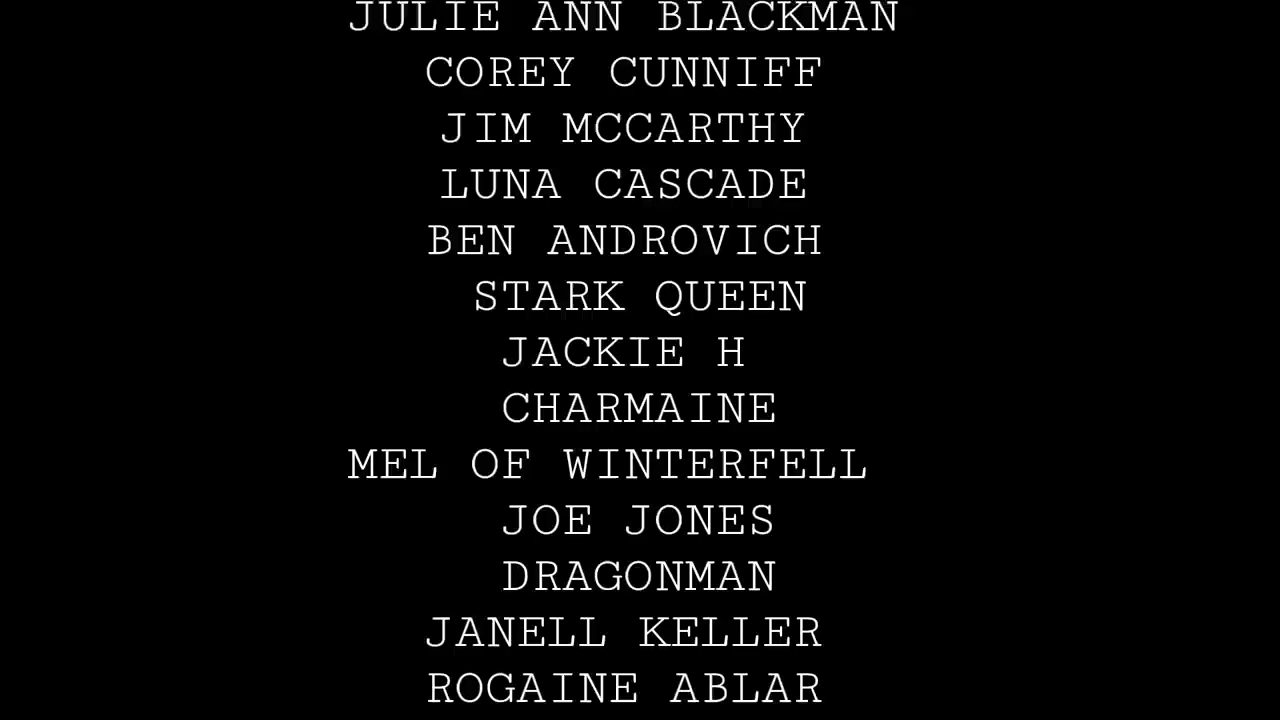 JULIE ANN BLACKMAN
COREY CUNNIFF
JIM MCCARTHY
LUNA CASCADE
BEN ANDROVICH
STARK QUEEN
JACKIE H
CHARMAINE
MEL OF WINTERFELL
JOE JONES
DRAGONMAN
JANELL KELLER
ROGAINE ABLAR